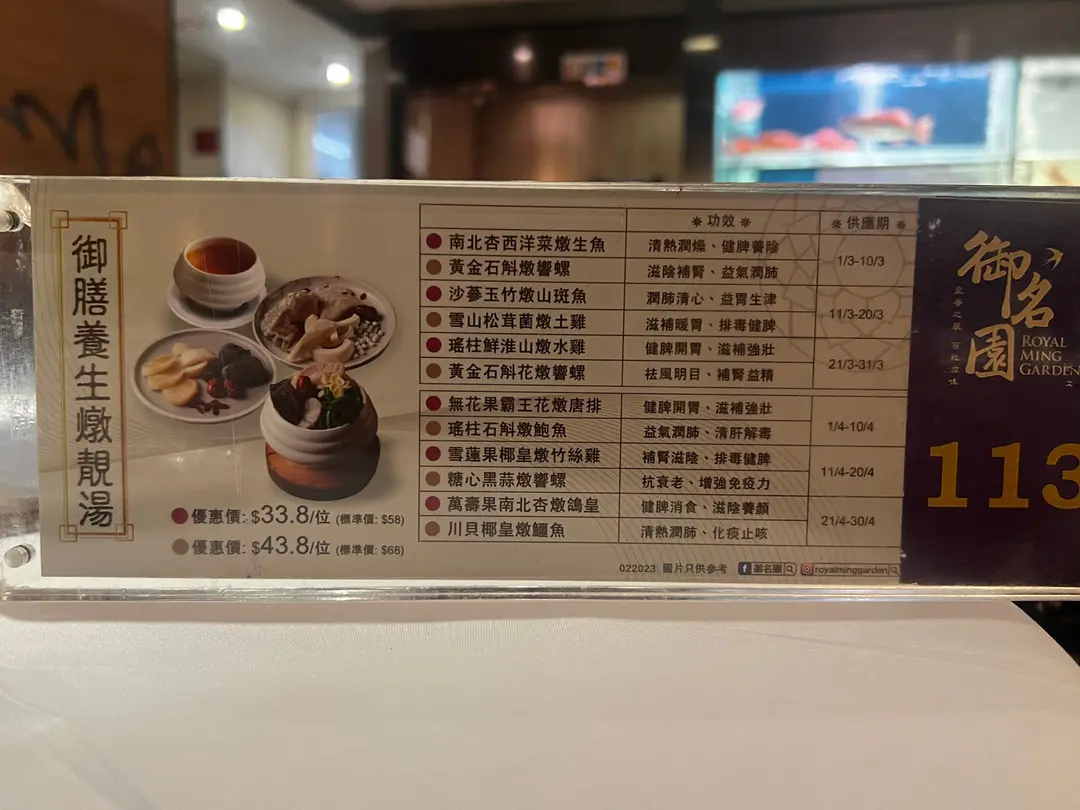 御膳養生燉靚湯
優惠價: $33.8/位 (標準價: $58)
優惠價: $43.8/位 (標準價: $68)
功效 供應期
南北杏西洋菜燉生魚 清熱潤燥、健脾養陰 1/3-10/3
黃金石斛燉響螺 滋陰補腎、益氣潤肺
沙蔘玉竹燉山斑魚 潤肺清心、益胃生津 11/3-20/3
雪山松茸菌燉土雞 滋補暖胃、排毒健脾
瑤柱鮮淮山燉水雞 健脾開胃、滋補強壯 21/3-31/3
黃金石斛花燉響螺 祛風明目、補腎益精
無花果霸王花燉唐排 健脾開胃、滋補強壯 1/4-10/4
瑤柱石斛燉鮑魚 益氣潤肺、清肝解毒
雪蓮果椰皇燉竹絲雞 補腎滋陰、排毒健脾 11/4-20/4
糖心黑蒜燉響螺 抗衰老、增強免疫力
萬壽果南北杏燉鴿皇 健脾消食、滋陰養顏 21/4-30/4
川貝椰皇燉鱷魚 清熱潤肺、化痰止咳
022023 圖片只供參考 御名園 royalminggarden
御名園
ROYAL
MING
GARDEN
113